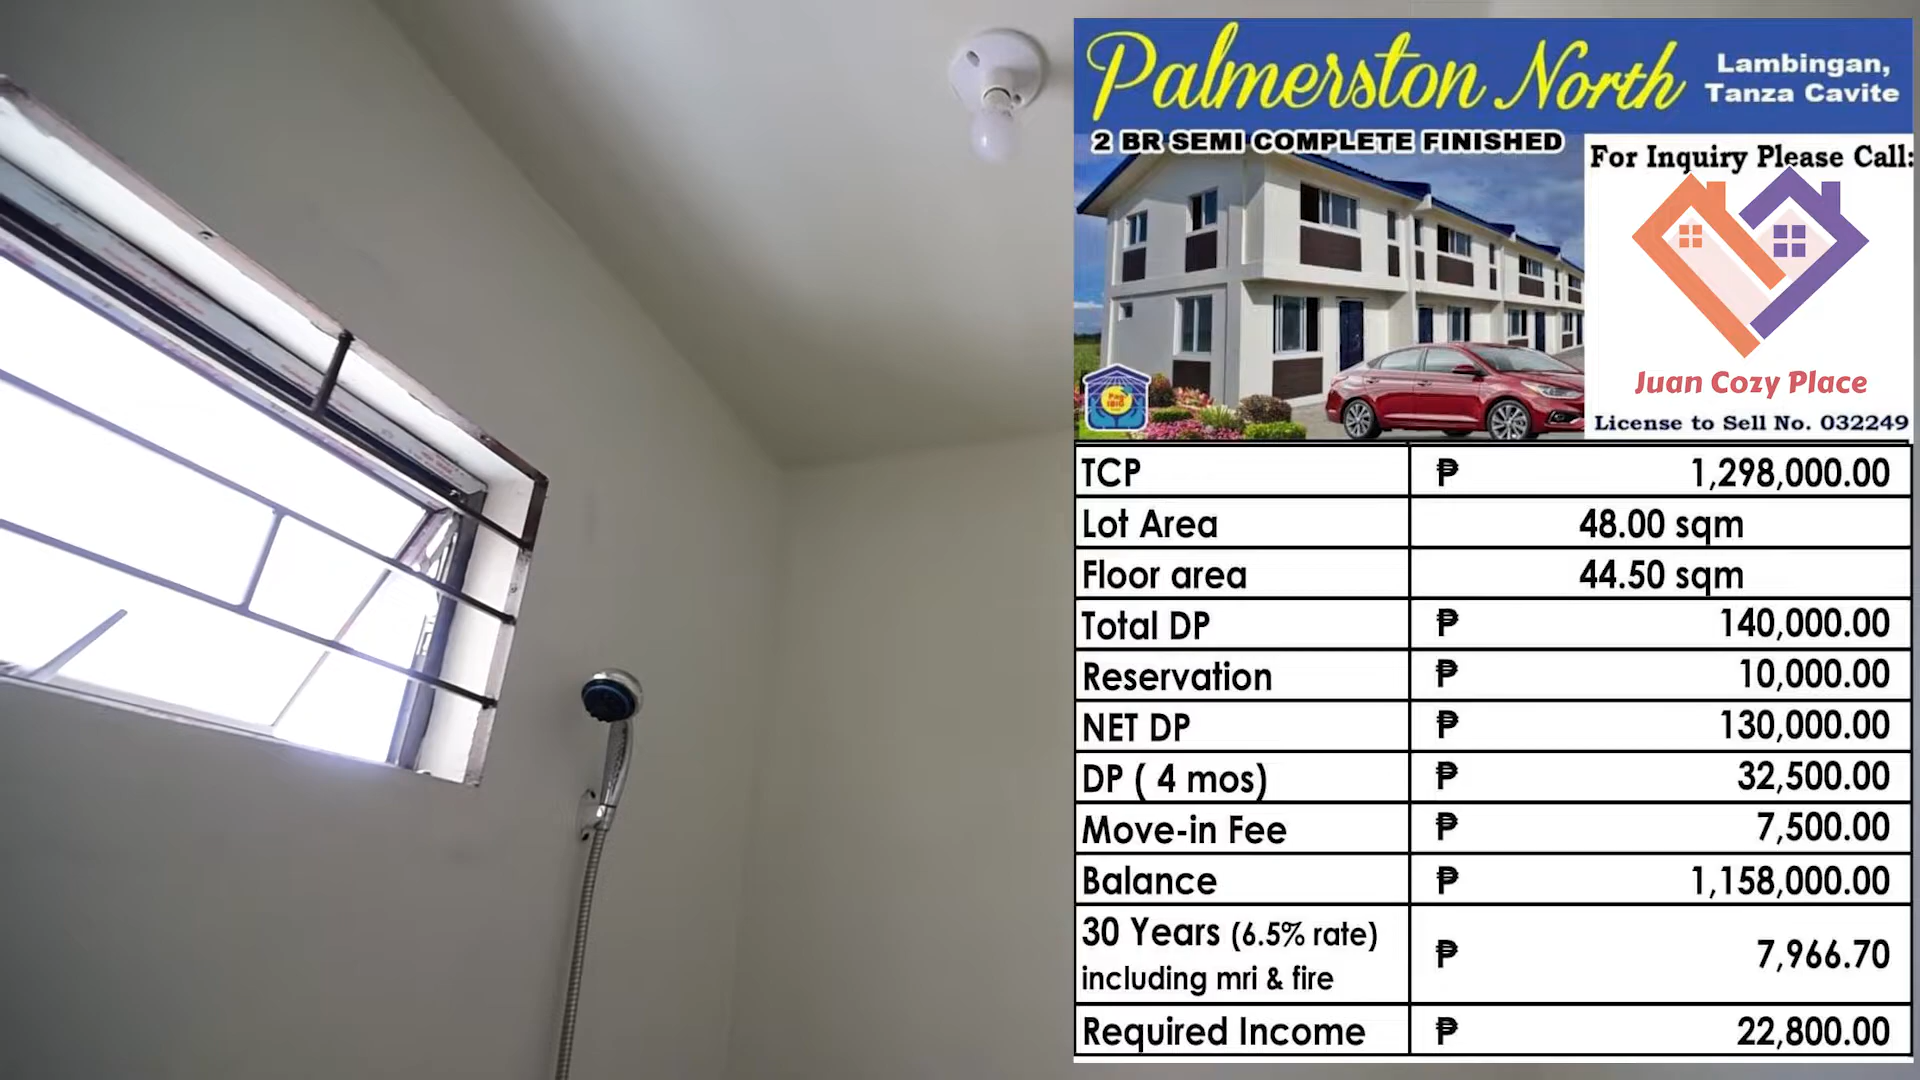 Palmerston North
Lambingan,
Tanza Cavite
2 BR SEMI COMPLETE FINISHED
For Inquiry Please Call:
Juan Cozy Place
License to Sell No. 032249
Pag
IBIG
TCP ₱ 1,298,000.00
Lot Area 48.00 sqm
Floor area 44.50 sqm
Total DP ₱ 140,000.00
Reservation ₱ 10,000.00
NET DP ₱ 130,000.00
DP ( 4 mos) ₱ 32,500.00
Move-in Fee ₱ 7,500.00
Balance ₱ 1,158,000.00
30 Years (6.5% rate)
including mri & fire ₱ 7,966.70
Required Income ₱ 22,800.00